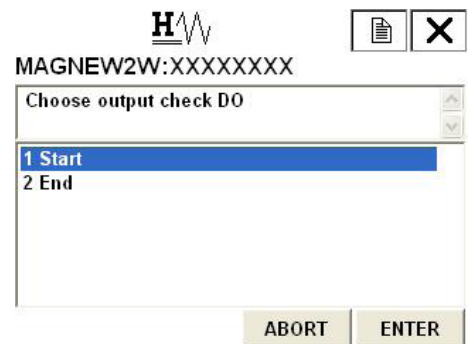 H
MAGNEW2W:XXXXXXXX
Choose output check DO
1 Start
2 End
ABORT ENTER